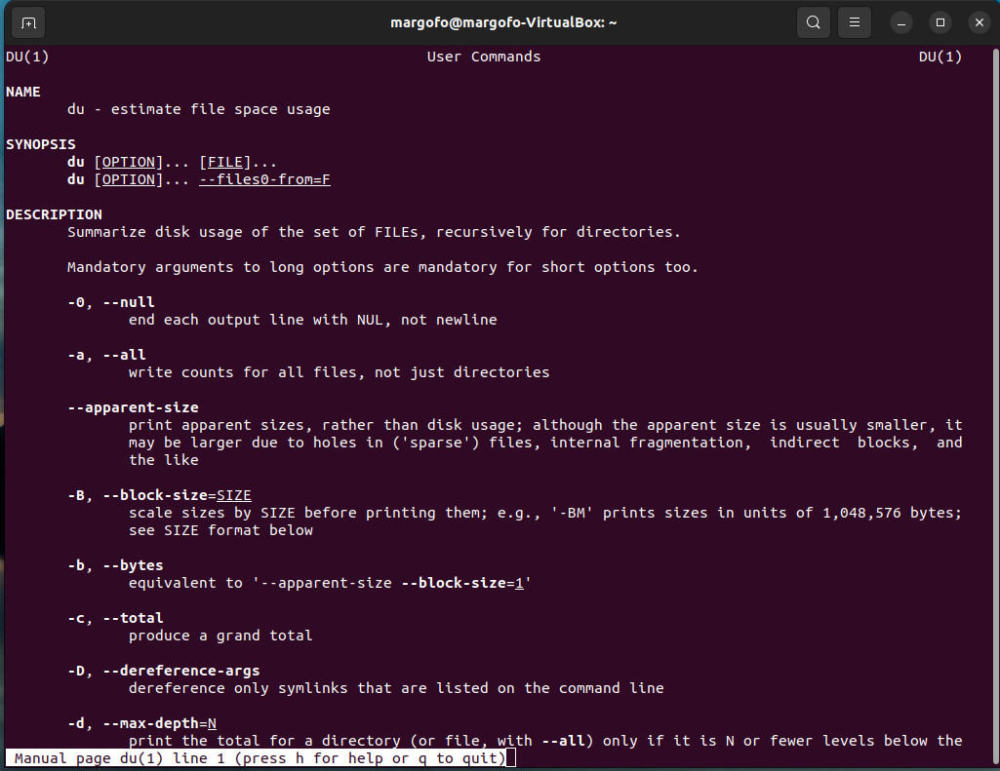 margofo@margofo-VirtualBox: ~
DU(1) User Commands DU(1)
NAME
du - estimate file space usage
SYNOPSIS
du [OPTION]... [FILE]...
du [OPTION]... --files0-from=F
DESCRIPTION
Summarize disk usage of the set of FILEs, recursively for directories.
Mandatory arguments to long options are mandatory for short options too.
-0, --null
end each output line with NUL, not newline
-a, --all
write counts for all files, not just directories
--apparent-size
print apparent sizes, rather than disk usage; although the apparent size is usually smaller, it
may be larger due to holes in ('sparse') files, internal fragmentation, indirect blocks, and
the like
-B, --block-size=SIZE
scale sizes by SIZE before printing them; e.g., '-BM' prints sizes in units of 1,048,576 bytes;
see SIZE format below
-b, --bytes
equivalent to '--apparent-size --block-size=1'
-c, --total
produce a grand total
-D, --dereference-args
dereference only symlinks that are listed on the command line
-d, --max-depth=N
print the total for a directory (or file, with --all) only if it is N or fewer levels below the
Manual page du(1) line 1 (press h for help or q to quit)